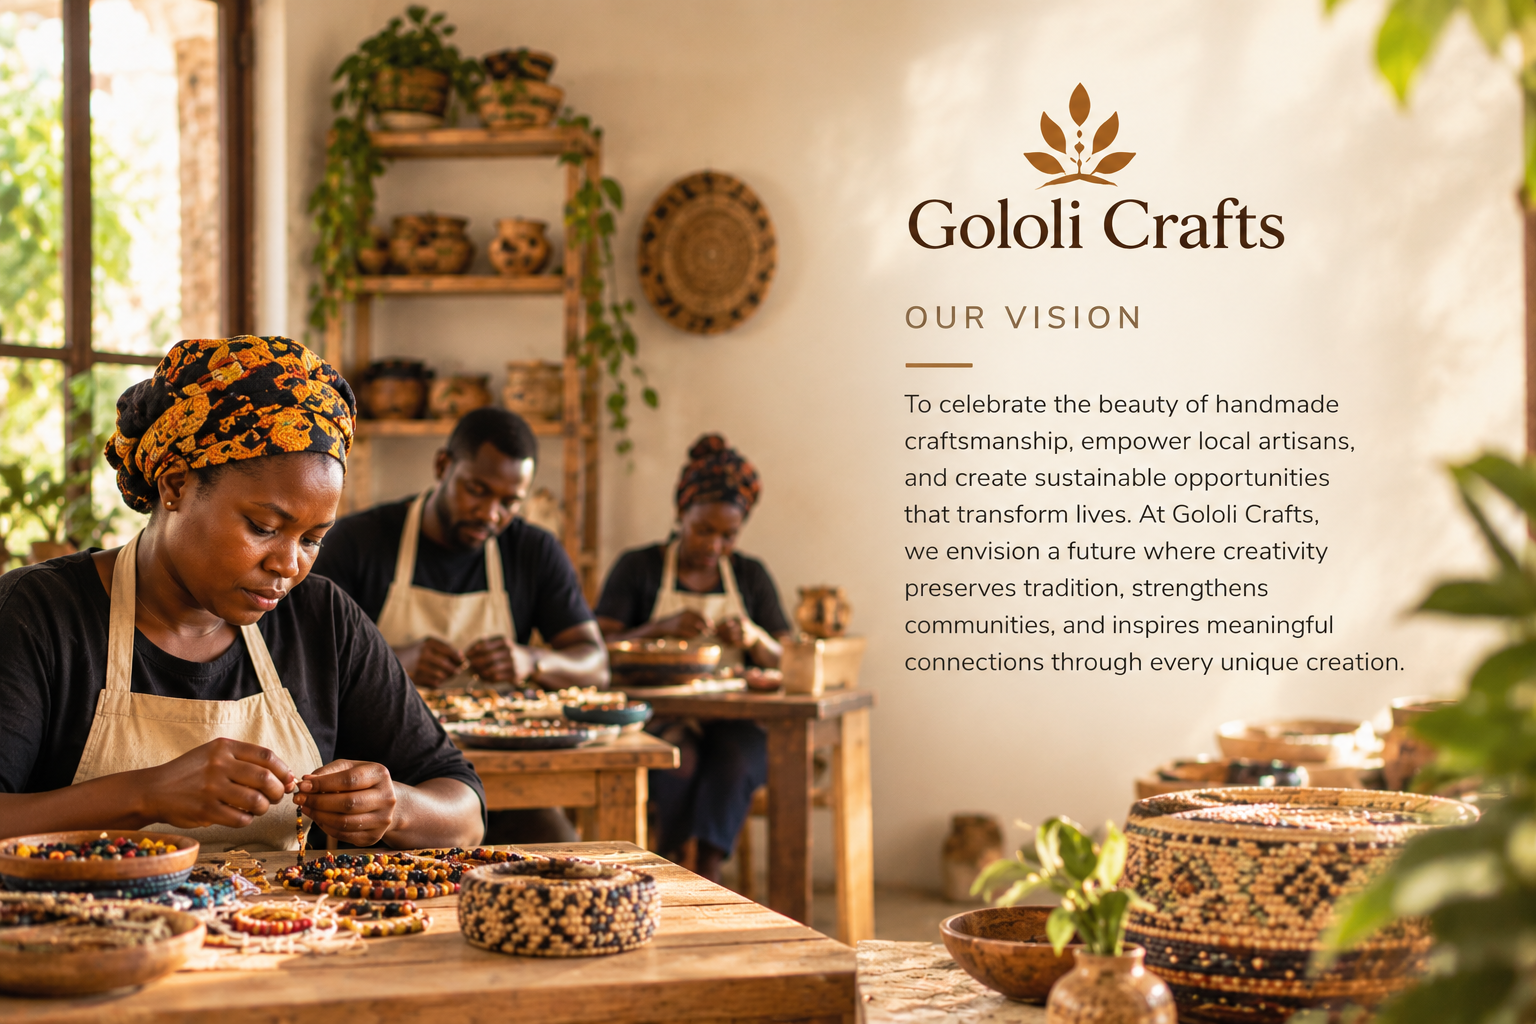 Gololi Crafts
OUR VISION
To celebrate the beauty of handmade
craftsmanship, empower local artisans,
and create sustainable opportunities
that transform lives. At Gololi Crafts,
we envision a future where creativity
preserves tradition, strengthens
communities, and inspires meaningful
connections through every unique creation.